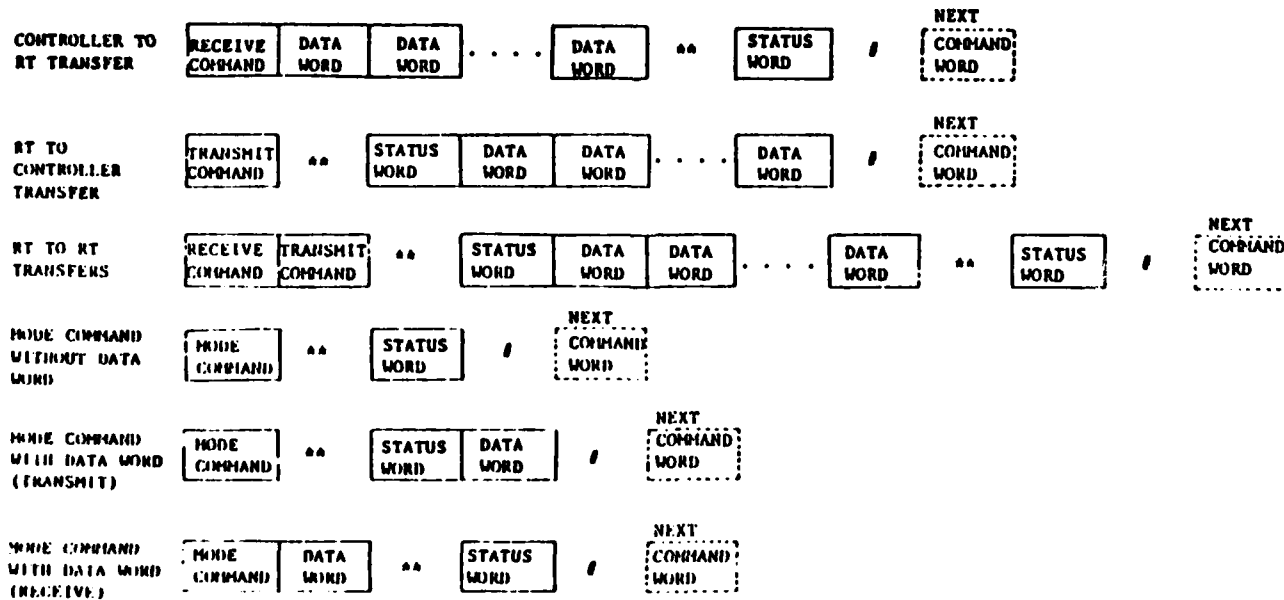 NEXT
CONTROLLER TO RT TRANSFER
RECEIVE COMMAND
DATA WORD
DATA WORD
. . . .
DATA WORD
**
STATUS WORD
#
COMMAND WORD
NEXT
RT TO CONTROLLER TRANSFER
TRANSMIT COMMAND
**
STATUS WORD
DATA WORD
DATA WORD
. . . .
DATA WORD
#
COMMAND WORD
NEXT
RT TO RT TRANSFERS
RECEIVE COMMAND
TRANSMIT COMMAND
**
STATUS WORD
DATA WORD
DATA WORD
. . . .
DATA WORD
**
STATUS WORD
#
COMMAND WORD
NEXT
MODE COMMAND WITHOUT DATA WORD
MODE COMMAND
**
STATUS WORD
#
COMMAND WORD
NEXT
MODE COMMAND WITH DATA WORD (TRANSMIT)
MODE COMMAND
**
STATUS WORD
DATA WORD
#
COMMAND WORD
NEXT
MODE COMMAND WITH DATA WORD (RECEIVE)
MODE COMMAND
DATA WORD
**
STATUS WORD
#
COMMAND WORD